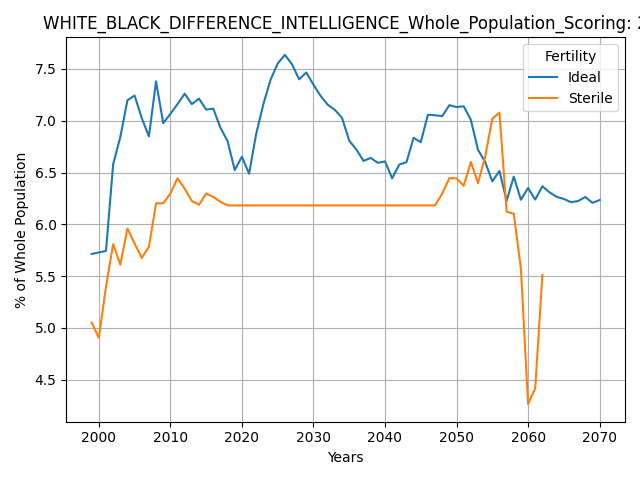 WHITE_BLACK_DIFFERENCE_INTELLIGENCE_Whole_Population_Scoring: 
Fertility
Ideal
Sterile
% of Whole Population
7.5
7.0
6.5
6.0
5.5
5.0
4.5
2000 2010 2020 2030 2040 2050 2060 2070
Years